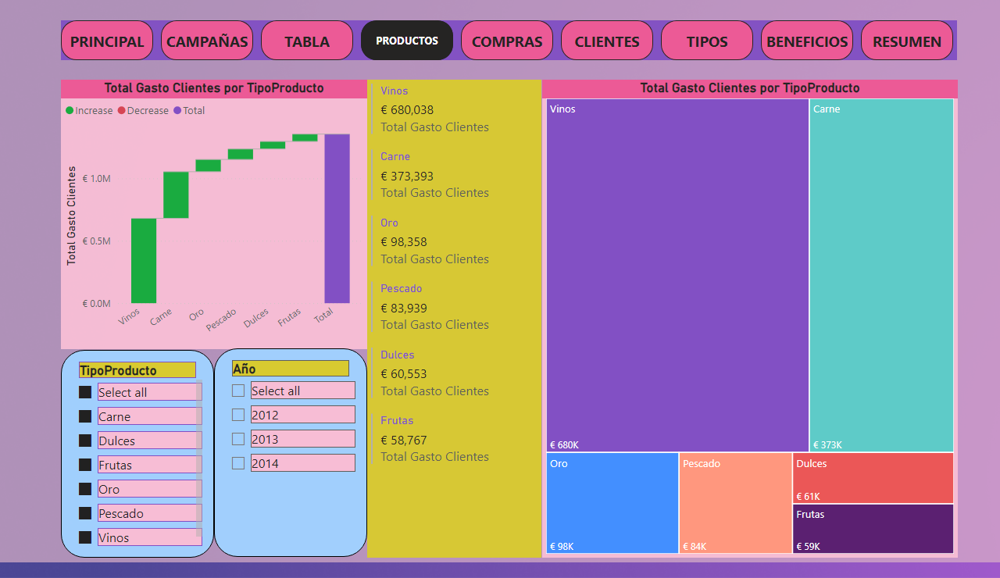 PRINCIPAL
CAMPAÑAS
TABLA
PRODUCTOS
COMPRAS
CLIENTES
TIPOS
BENEFICIOS
RESUMEN
Total Gasto Clientes por TipoProducto
Increase Decrease Total
Total Gasto Clientes
€ 1.0M
€ 0.5M
€ 0.0M
Vinos
Carne
Oro
Pescado
Dulces
Frutas
Total
TipoProducto
Select all
Carne
Dulces
Frutas
Oro
Pescado
Vinos
Año
Select all
2012
2013
2014
Vinos
€ 680,038
Total Gasto Clientes
Carne
€ 373,393
Total Gasto Clientes
Oro
€ 98,358
Total Gasto Clientes
Pescado
€ 83,939
Total Gasto Clientes
Dulces
€ 60,553
Total Gasto Clientes
Frutas
€ 58,767
Total Gasto Clientes
Total Gasto Clientes por TipoProducto
Vinos
€ 680K
Carne
€ 373K
Oro
€ 98K
Pescado
€ 84K
Dulces
€ 61K
Frutas
€ 59K